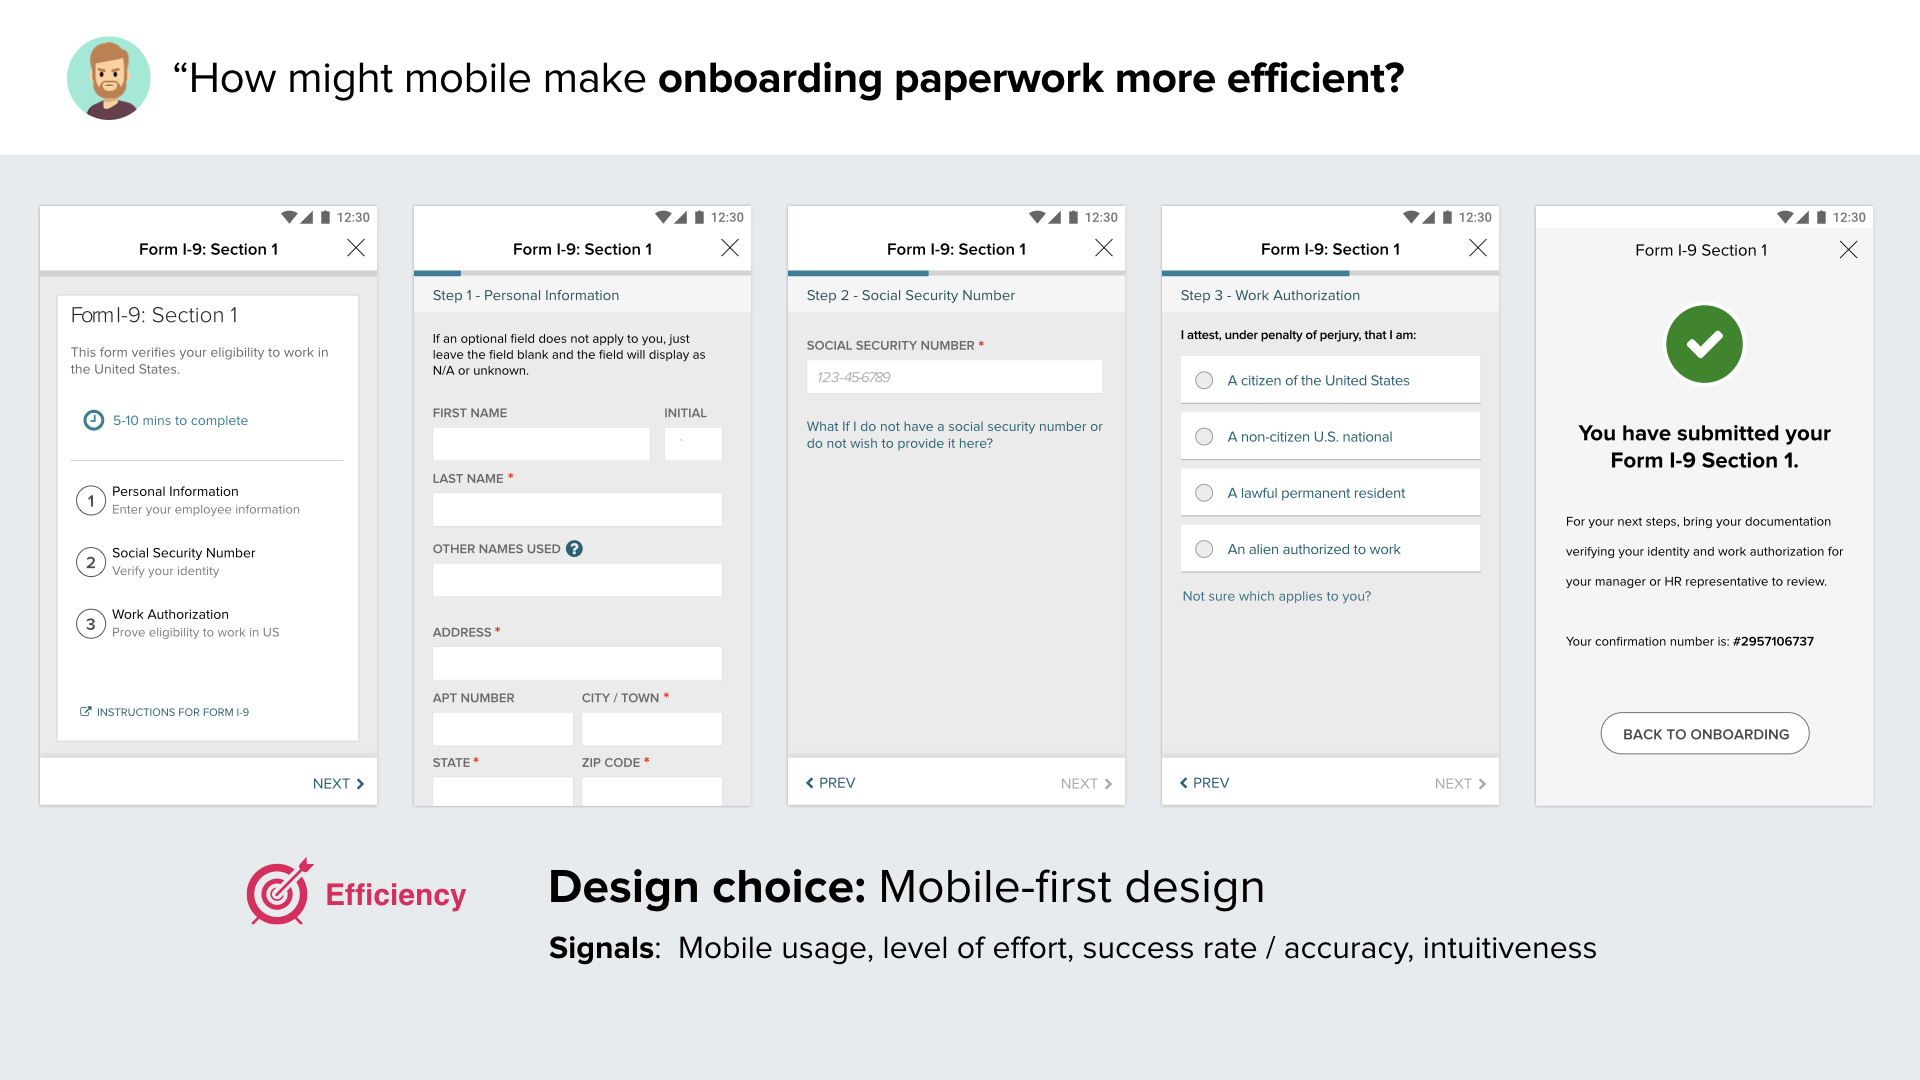 “How might mobile make onboarding paperwork more efficient?
12:30
Form I-9: Section 1
Form I-9: Section 1
This form verifies your eligibility to work in
the United States.
5-10 mins to complete
1
Personal Information
Enter your employee information
2
Social Security Number
Verify your identity
3
Work Authorization
Prove eligibility to work in US
INSTRUCTIONS FOR FORM I-9
NEXT
12:30
Form I-9: Section 1
Step 1 - Personal Information
If an optional field does not apply to you, just
leave the field blank and the field will display as
N/A or unknown.
FIRST NAME INITIAL
LAST NAME *
OTHER NAMES USED ?
ADDRESS *
APT NUMBER CITY / TOWN *
STATE * ZIP CODE *
12:30
Form I-9: Section 1
Step 2 - Social Security Number
SOCIAL SECURITY NUMBER *
123-45-6789
What If I do not have a social security number or
do not wish to provide it here?
PREV NEXT
12:30
Form I-9: Section 1
Step 3 - Work Authorization
I attest, under penalty of perjury, that I am:
A citizen of the United States
A non-citizen U.S. national
A lawful permanent resident
An alien authorized to work
Not sure which applies to you?
PREV NEXT
12:30
Form I-9 Section 1
You have submitted your
Form I-9 Section 1.
For your next steps, bring your documentation
verifying your identity and work authorization for
your manager or HR representative to review.
Your confirmation number is: #2957106737
BACK TO ONBOARDING
Efficiency
Design choice: Mobile-first design
Signals: Mobile usage, level of effort, success rate / accuracy, intuitiveness